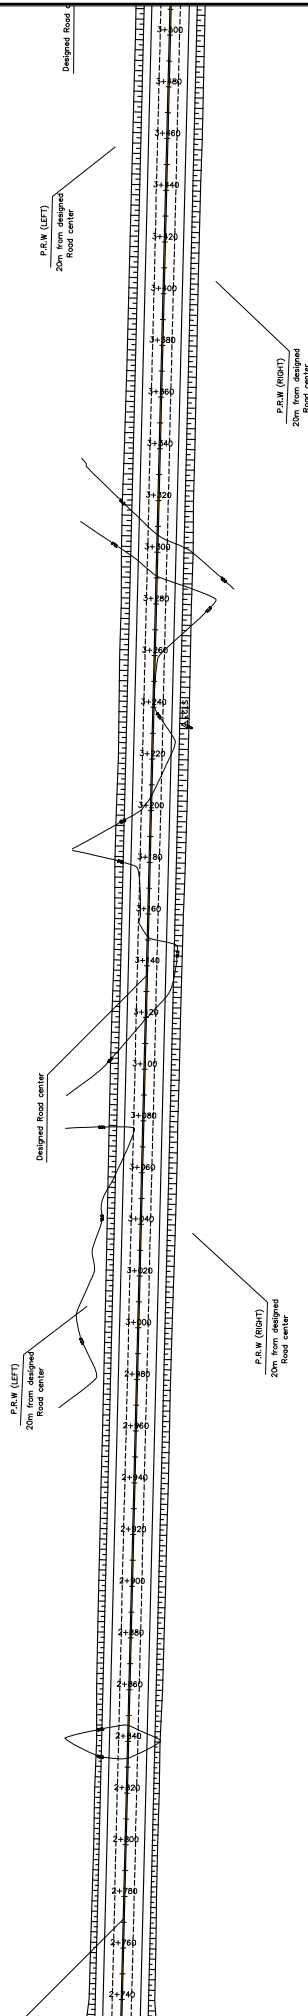 Designed Road c
3+500
3+480
3+460
3+440
3+420
3+400
3+380
3+360
3+340
3+320
3+300
3+280
3+260
3+240
3+220
3+200
3+180
3+160
3+140
3+120
3+100
3+080
3+060
3+040
3+020
3+000
2+980
2+960
2+940
2+920
2+900
2+880
2+860
2+840
2+820
2+800
2+780
2+760
2+740
P.R.W (LEFT)
20m from designed
Road center
P.R.W (RIGHT)
20m from designed
Road center
Designed Road center
P.R.W (LEFT)
20m from designed
Road center
P.R.W (RIGHT)
20m from designed
Road center